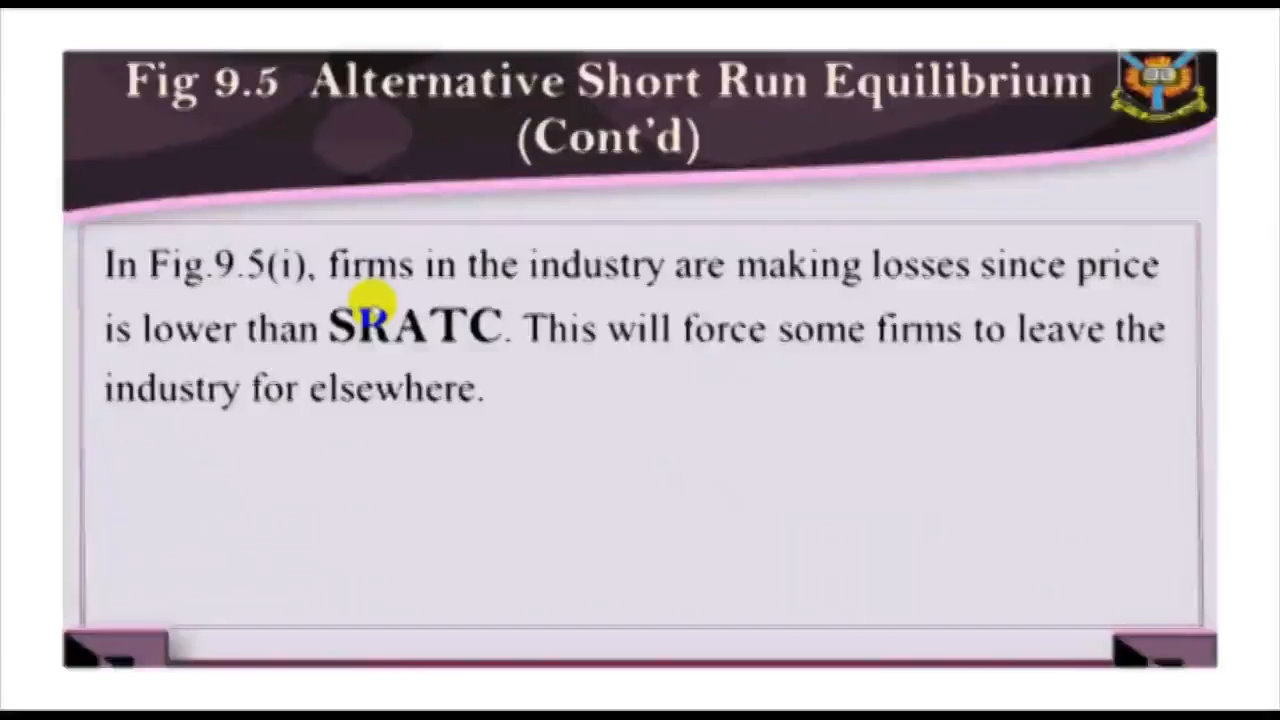 Fig 9.5 Alternative Short Run Equilibrium
(Cont'd)
In Fig.9.5(i), firms in the industry are making losses since price
is lower than SRATC. This will force some firms to leave the
industry for elsewhere.